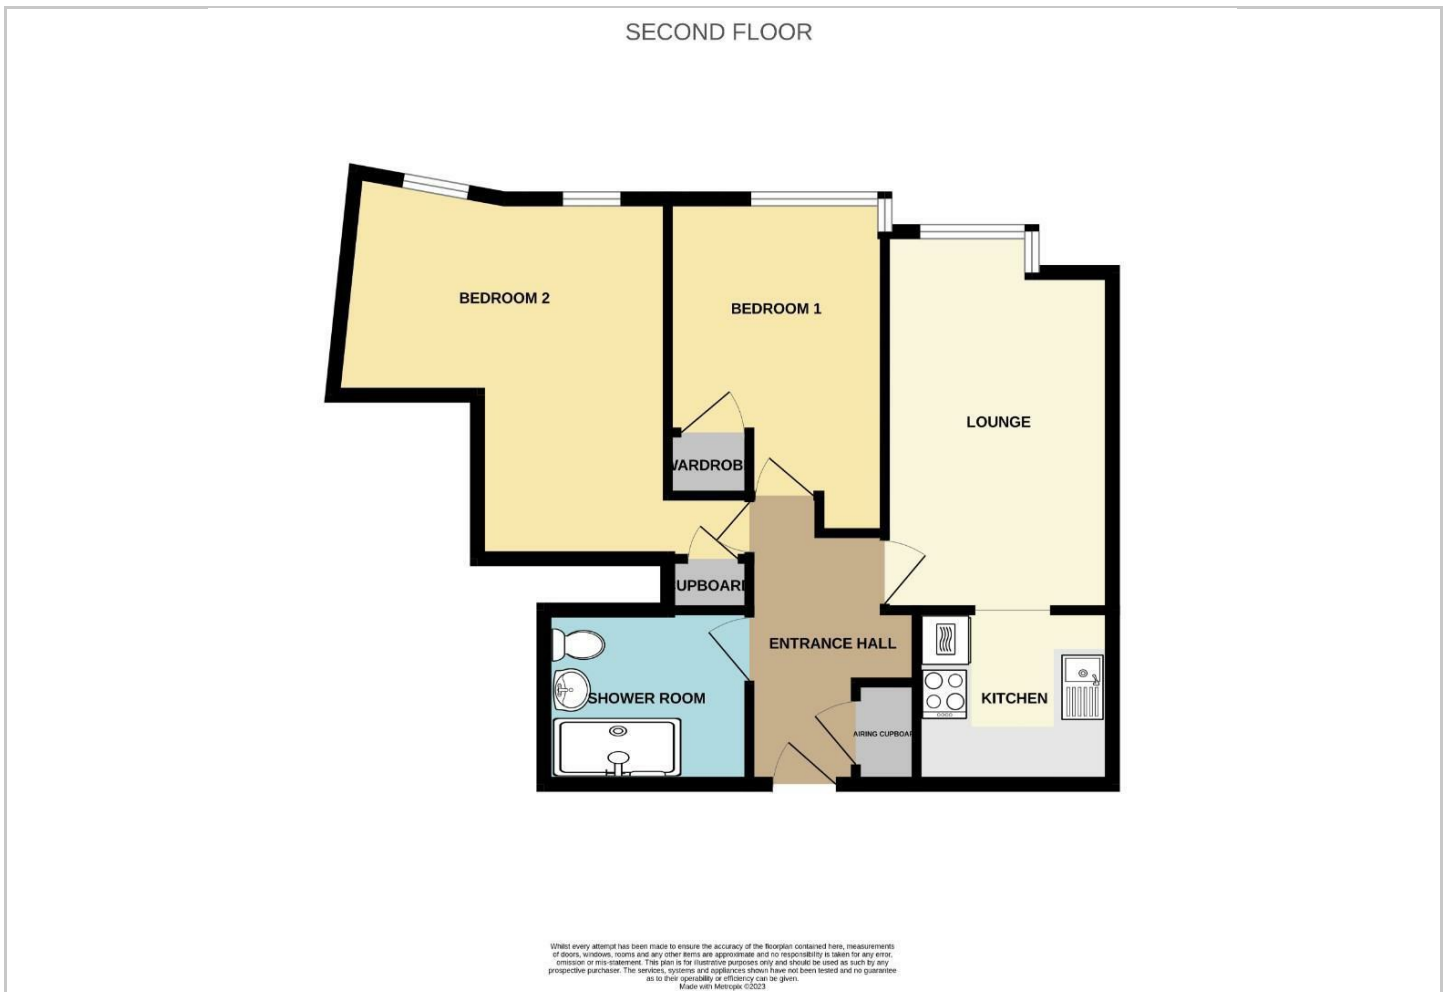 SECOND FLOOR
BEDROOM 2
BEDROOM 1
LOUNGE
WARDROBE
CUPBOARD
ENTRANCE HALL
SHOWER ROOM
KITCHEN
AIRING CUPBOAR
Whilst every attempt has been made to ensure the accuracy of the floorplan contained here, measurements
of doors, windows, rooms and any other items are approximate and no responsibility is taken for any error,
omission or mis-statement. This plan is for illustrative purposes only and should be used as such by any
prospective purchaser. The services, systems and appliances shown have not been tested and no guarantee
as to their operability or efficiency can be given.
Made with Metropix ©2023